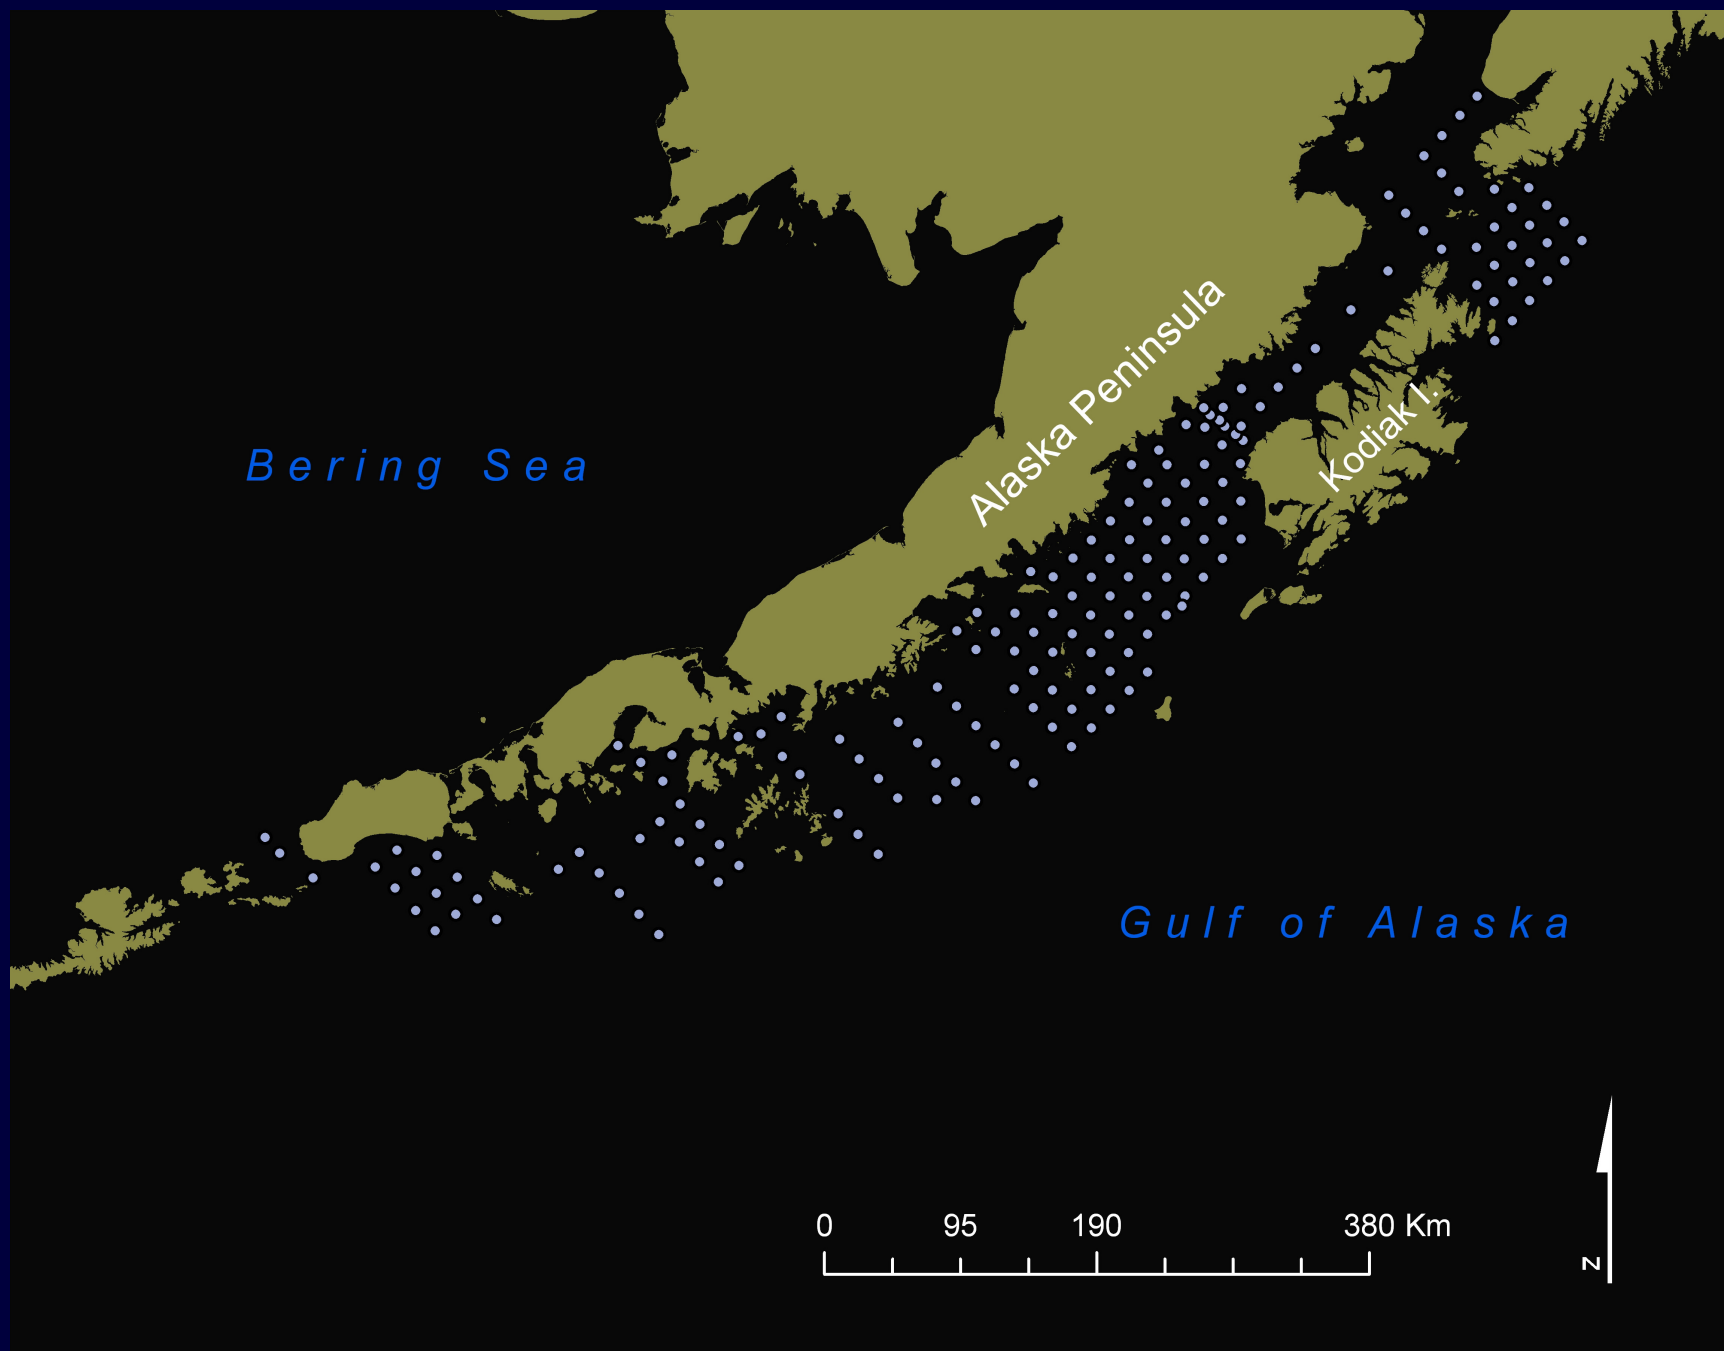 Alaska Peninsula
Kodiak I.
Bering Sea
Gulf of Alaska
0 95 190 380 Km
N